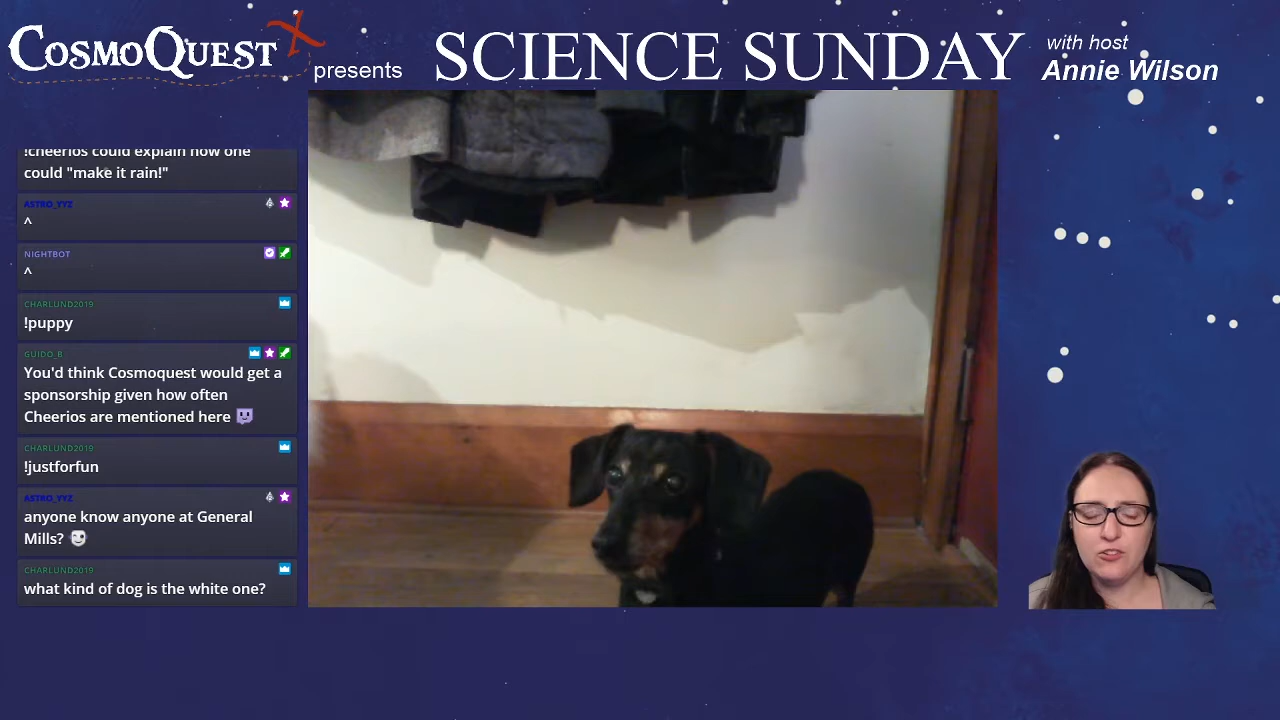 CosmoQuest X
presents
SCIENCE SUNDAY
with host
Annie Wilson
!cheerios could explain how one
could "make it rain!"
ASTRO_YYZ
^
NIGHTBOT
^
CHARLUND2019
!puppy
GUIDO_B
You'd think Cosmoquest would get a
sponsorship given how often
Cheerios are mentioned here
CHARLUND2019
!justforfun
ASTRO_YYZ
anyone know anyone at General
Mills?
CHARLUND2019
what kind of dog is the white one?